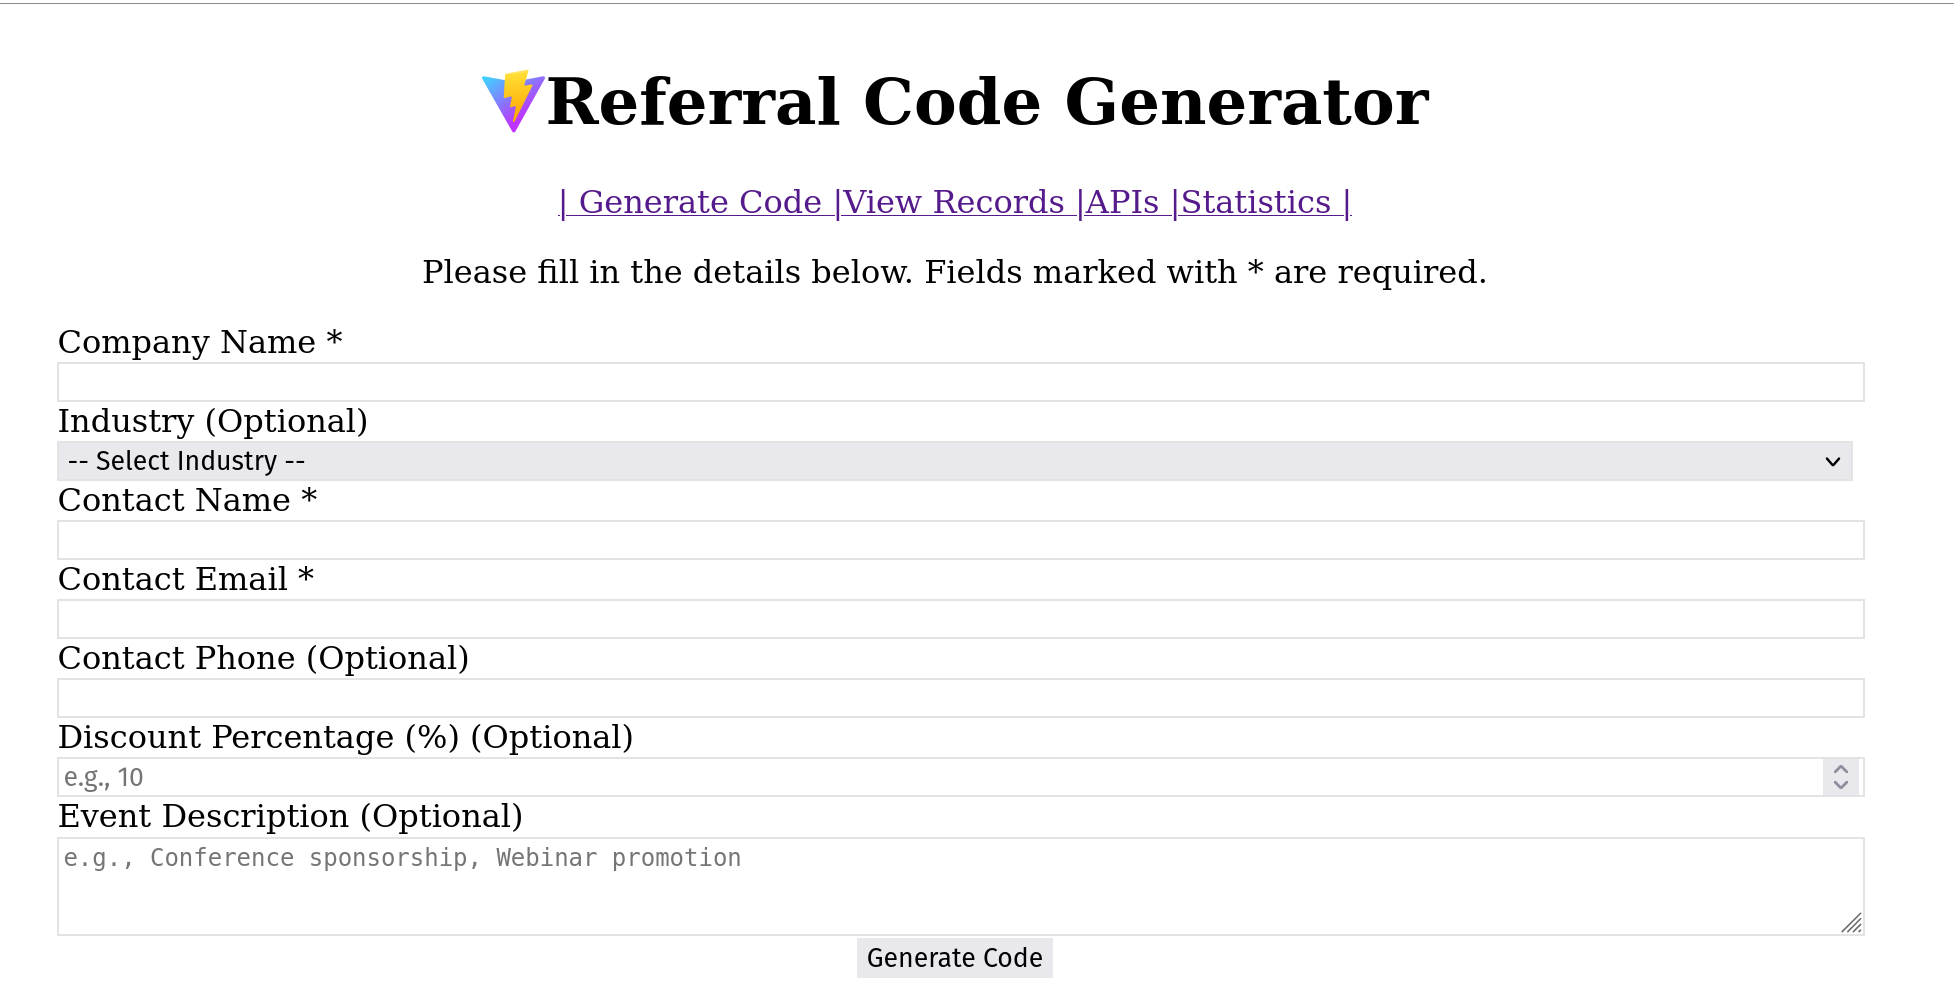 Referral Code Generator
| Generate Code |View Records |APIs |Statistics |
Please fill in the details below. Fields marked with * are required.
Company Name *
Industry (Optional)
-- Select Industry --
Contact Name *
Contact Email *
Contact Phone (Optional)
Discount Percentage (%) (Optional)
e.g., 10
Event Description (Optional)
e.g., Conference sponsorship, Webinar promotion
Generate Code